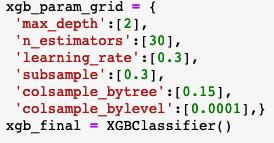 xgb_param_grid = {
'max_depth':[2],
'n_estimators':[30],
'learning_rate':[0.3],
'subsample':[0.3],
'colsample_bytree':[0.15],
'colsample_bylevel':[0.0001],}
xgb_final = XGBClassifier()